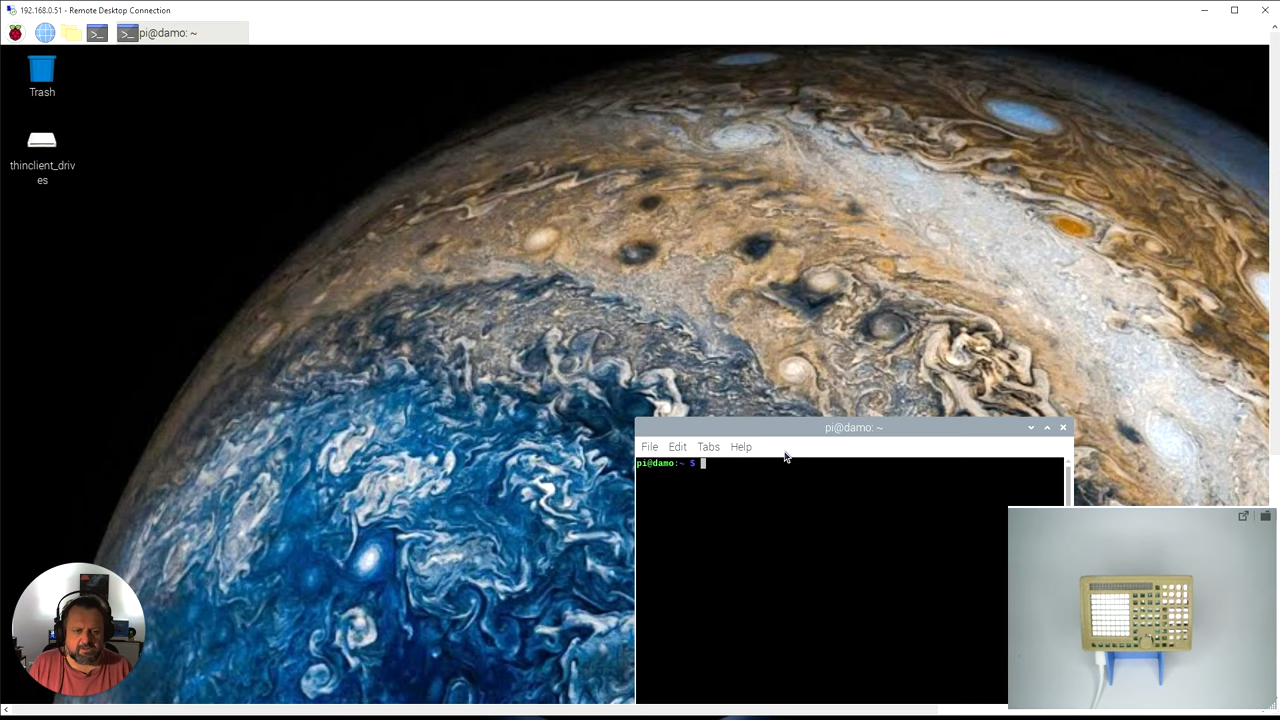 192.168.0.51 - Remote Desktop Connection
pi@damo: ~
Trash
thinclient_driv
es
pi@damo: ~
File Edit Tabs Help
pi@damo:~ $